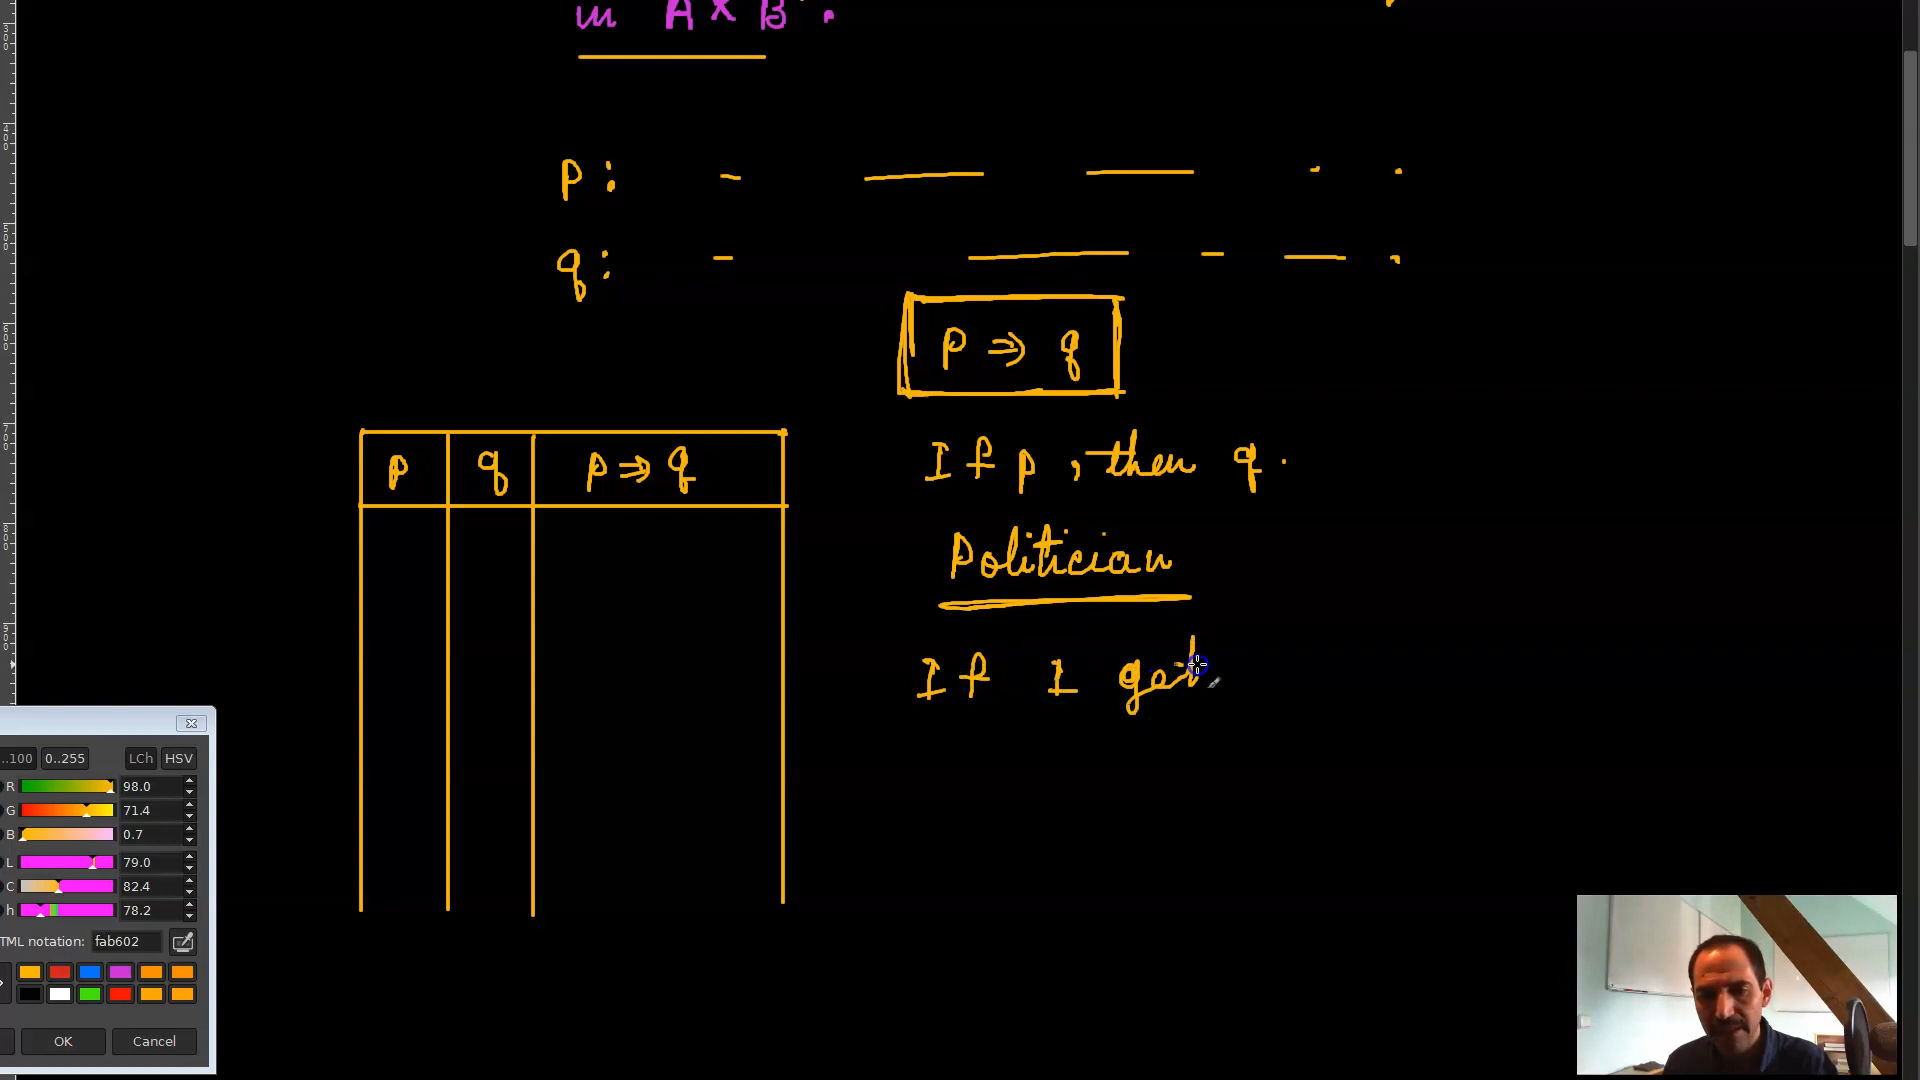 in A × B.
p: - — — . .
q: - — - — .
p ⇒ q
p q p ⇒ q
If p, then q.
Politician
If I get
..100 0..255 LCh HSV
R 98.0
G 71.4
B 0.7
L 79.0
C 82.4
h 78.2
TML notation: fab602
OK Cancel